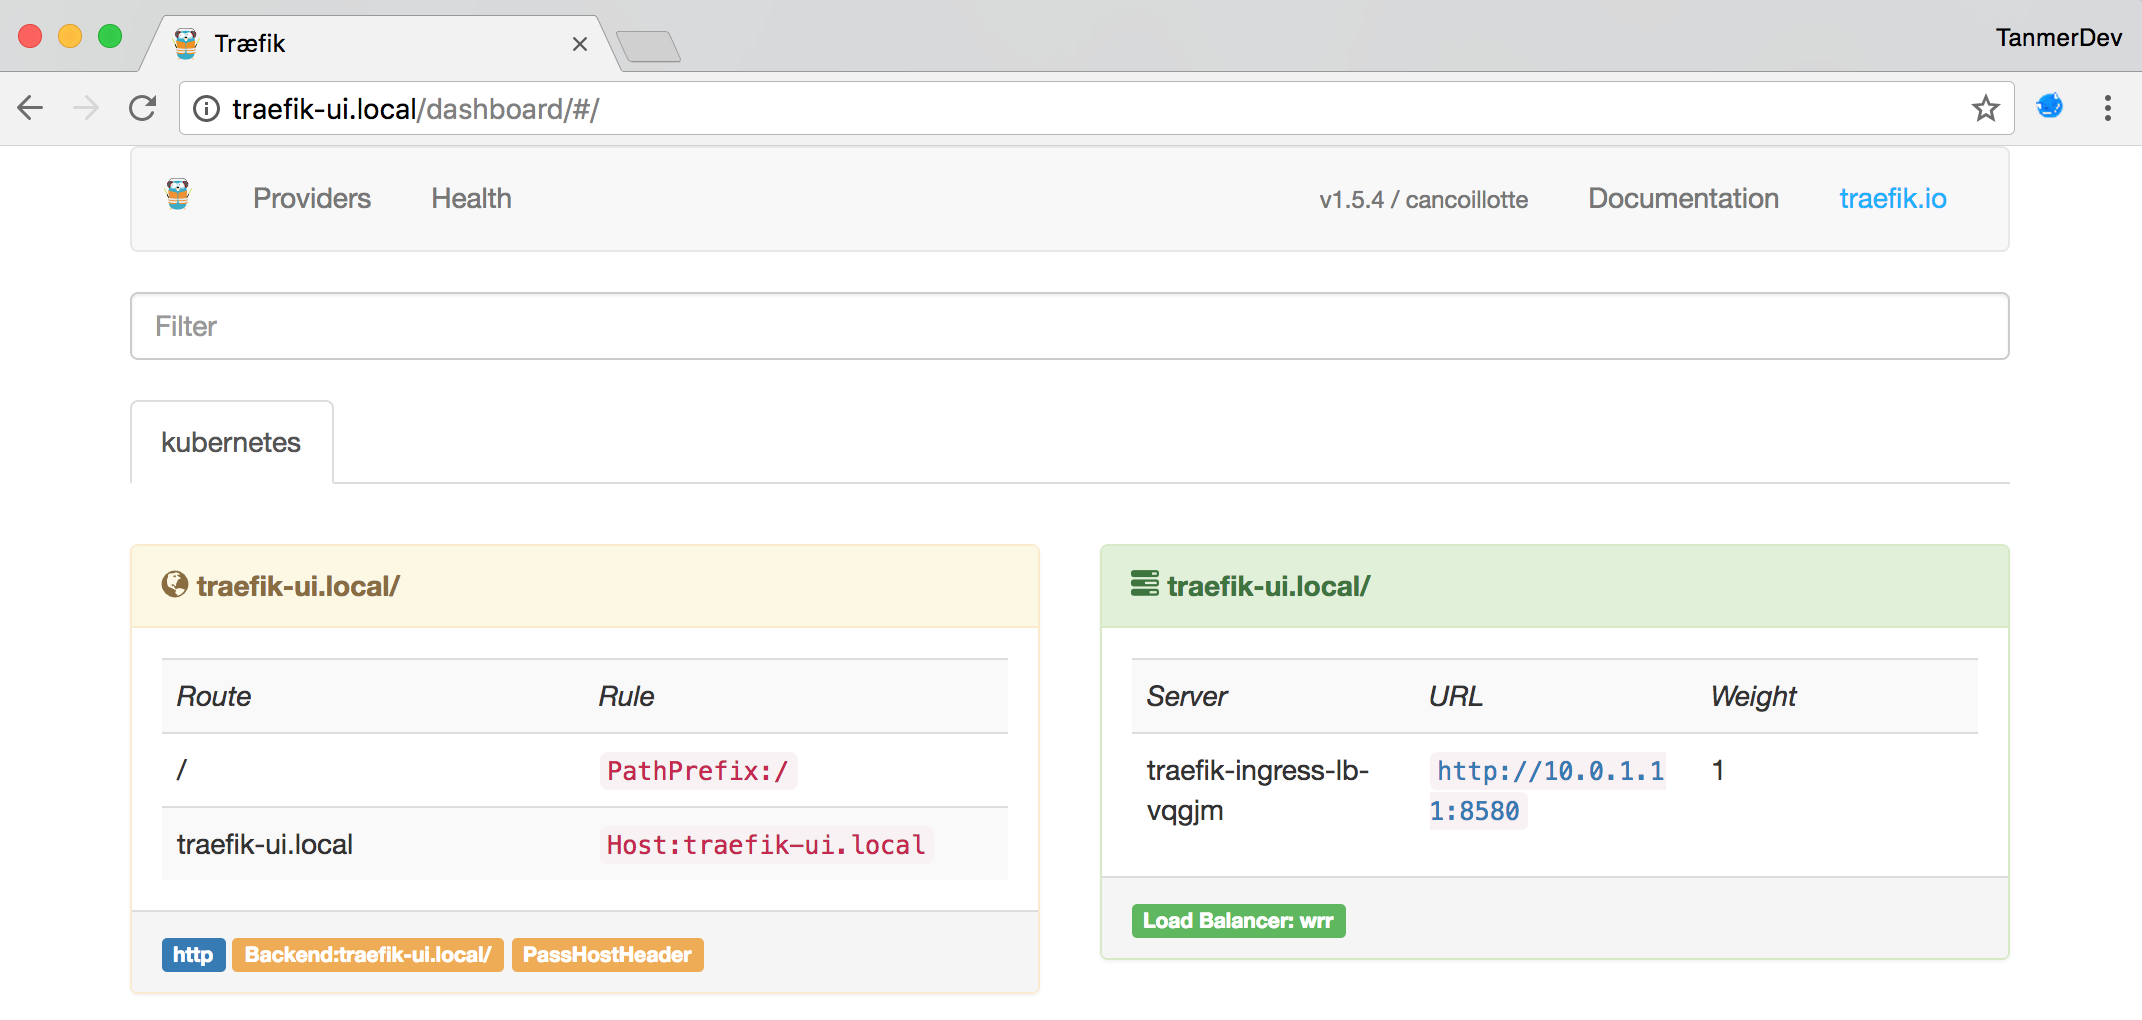 Træfik
TanmerDev
traefik-ui.local/dashboard/#/
Providers Health v1.5.4 / cancoillotte Documentation traefik.io
Filter
kubernetes
traefik-ui.local/
Route Rule
/ PathPrefix:/
traefik-ui.local Host:traefik-ui.local
http Backend:traefik-ui.local/ PassHostHeader
traefik-ui.local/
Server URL Weight
traefik-ingress-lb- http://10.0.1.1 1
vqgjm 1:8580
Load Balancer: wrr